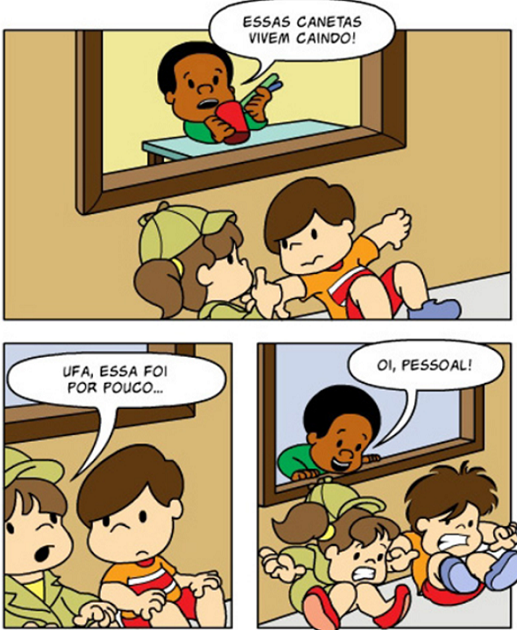 ESSAS CANETAS
VIVEM CAINDO!
UFA, ESSA FOI
POR POUCO...
OI, PESSOAL!